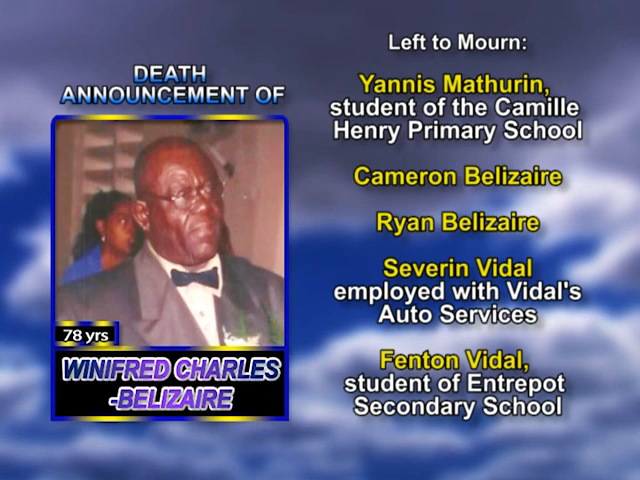 DEATH
ANNOUNCEMENT OF
78 yrs
WINIFRED CHARLES
-BELIZAIRE
Left to Mourn:
Yannis Mathurin,
student of the Camille
Henry Primary School
Cameron Belizaire
Ryan Belizaire
Severin Vidal
employed with Vidal's
Auto Services
Fenton Vidal,
student of Entrepot
Secondary School